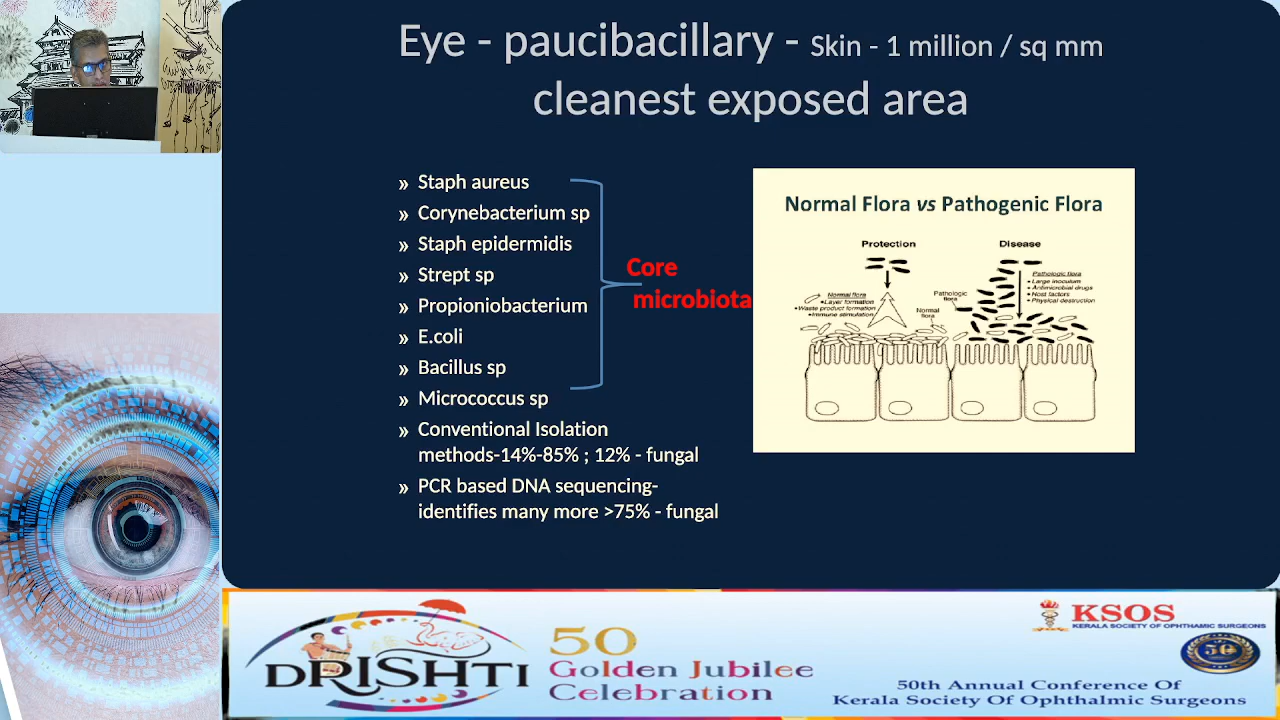 Eye - paucibacillary - Skin - 1 million / sq mm
cleanest exposed area
» Staph aureus
» Corynebacterium sp
» Staph epidermidis
» Strept sp
» Propioniobacterium
» E.coli
» Bacillus sp
» Micrococcus sp
» Conventional Isolation
methods-14%-85% ; 12% - fungal
» PCR based DNA sequencing-
identifies many more >75% - fungal
Core
microbiota
Normal Flora vs Pathogenic Flora
Protection
Disease
Normal flora
•Layer formation
•Waste product formation
•Immune stimulation
Pathologic
flora
Normal
flora
Pathologic flora
• Large inoculum
• Antimicrobial drugs
• Host factors
• Physical destruction
DRISHTI
50
Golden Jubilee
Celebration
KSOS
KERALA SOCIETY OF OPHTHAMIC SURGEONS
50
50th Annual Conference Of
Kerala Society Of Ophthalmic Surgeons